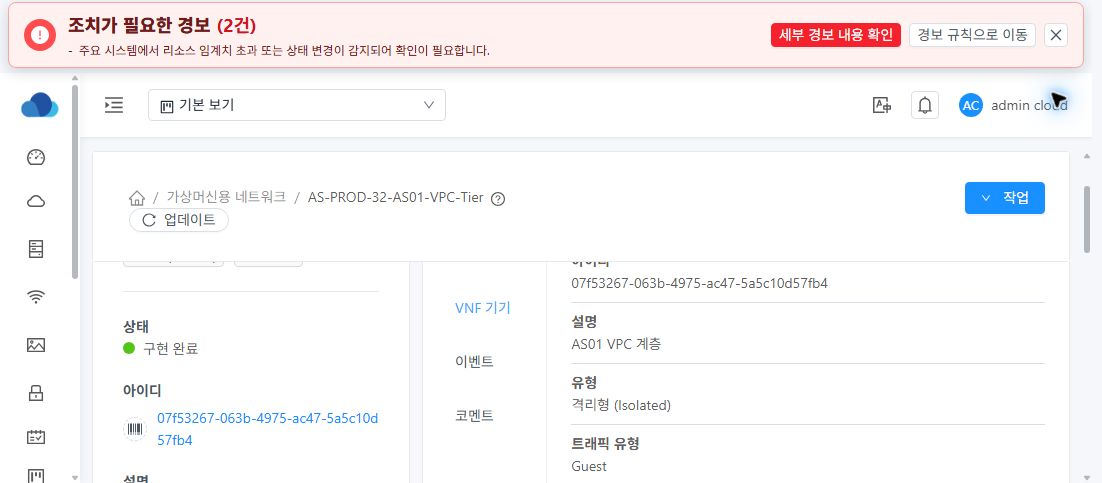 조치가 필요한 경보 (2건)
- 주요 시스템에서 리소스 임계치 초과 또는 상태 변경이 감지되어 확인이 필요합니다.
세부 경보 내용 확인
경보 규칙으로 이동
기본 보기
AC admin cloud
/ 가상머신용 네트워크 / AS-PROD-32-AS01-VPC-Tier
업데이트
작업
상태
구현 완료
아이디
07f53267-063b-4975-ac47-5a5c10d
57fb4
설명
VNF 기기
이벤트
코멘트
아이디
07f53267-063b-4975-ac47-5a5c10d57fb4
설명
AS01 VPC 계층
유형
격리형 (Isolated)
트래픽 유형
Guest